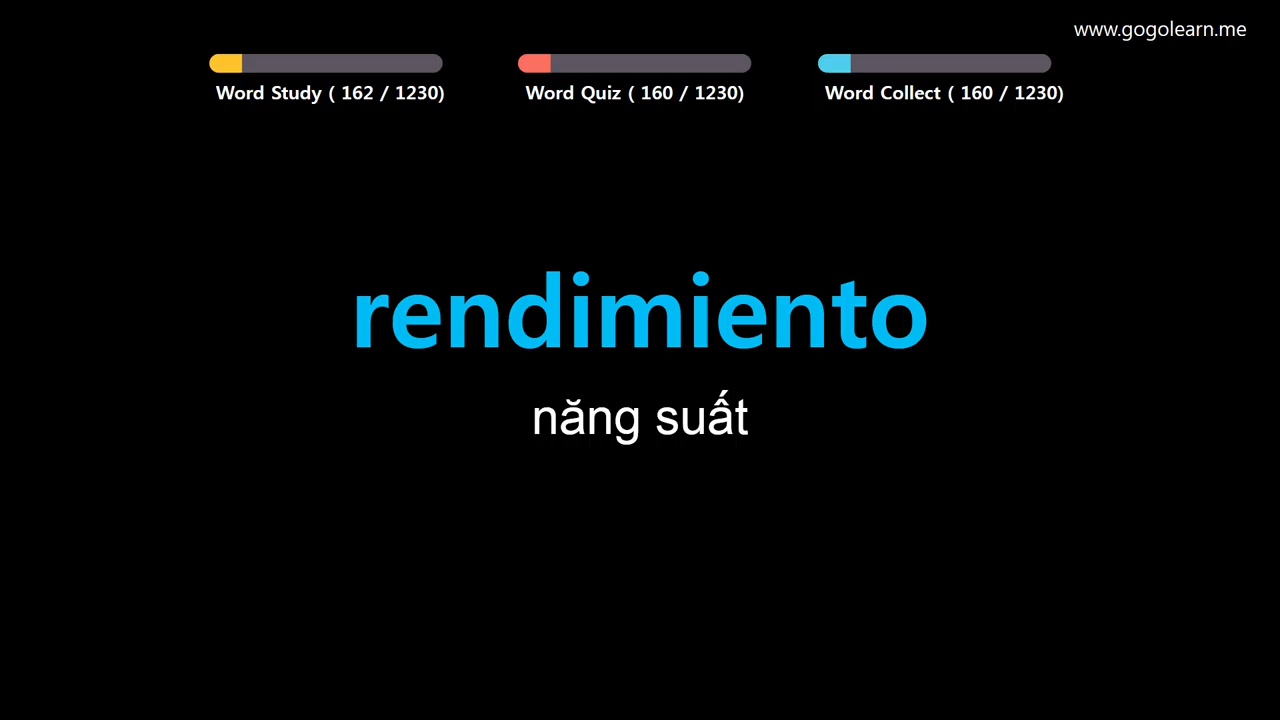 www.gogolearn.me
Word Study ( 162 / 1230)
Word Quiz ( 160 / 1230)
Word Collect ( 160 / 1230)
rendimiento
năng suất